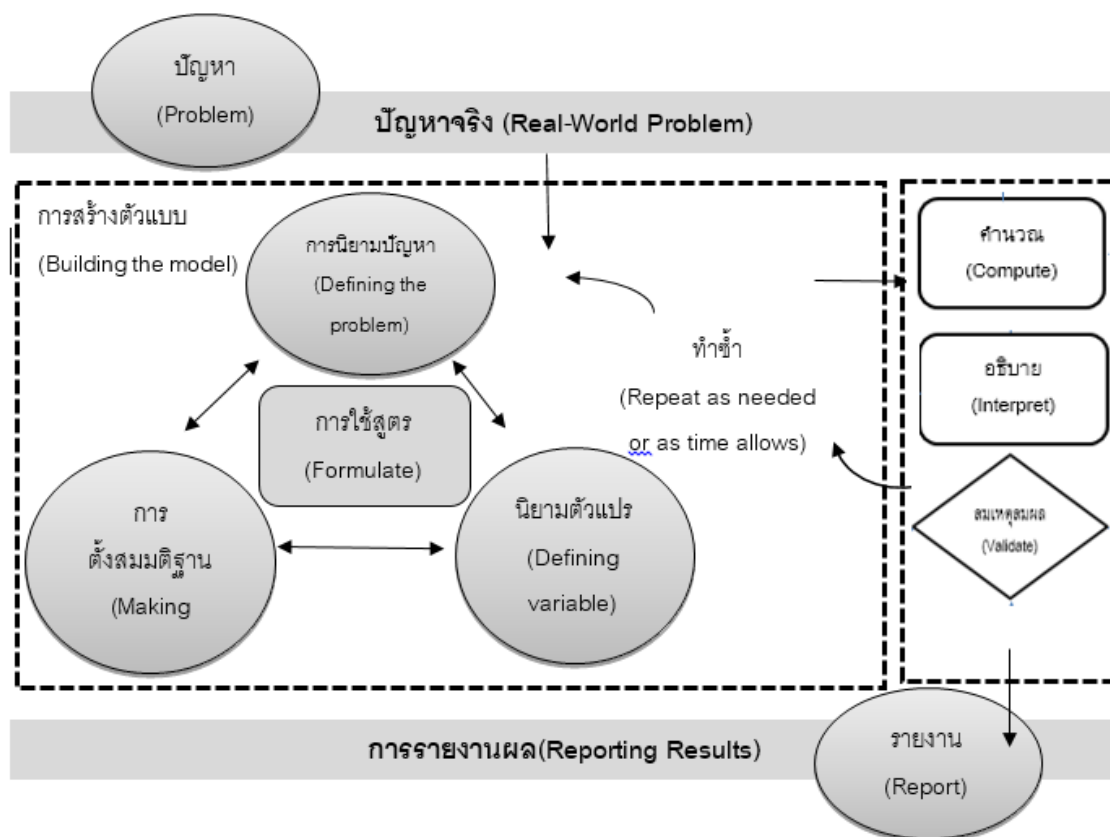 ปัญหา
(Problem)
ปัญหาจริง (Real-World Problem)
การสร้างตัวแบบ
(Building the model)
การนิยามปัญหา
(Defining the
problem)
การใช้สูตร
(Formulate)
การ
ตั้งสมมติฐาน
(Making
นิยามตัวแปร
(Defining
variable)
ทำซ้ำ
(Repeat as needed
or as time allows)
คำนวณ
(Compute)
อธิบาย
(Interpret)
สมเหตุสมผล
(Validate)
การรายงานผล(Reporting Results)
รายงาน
(Report)